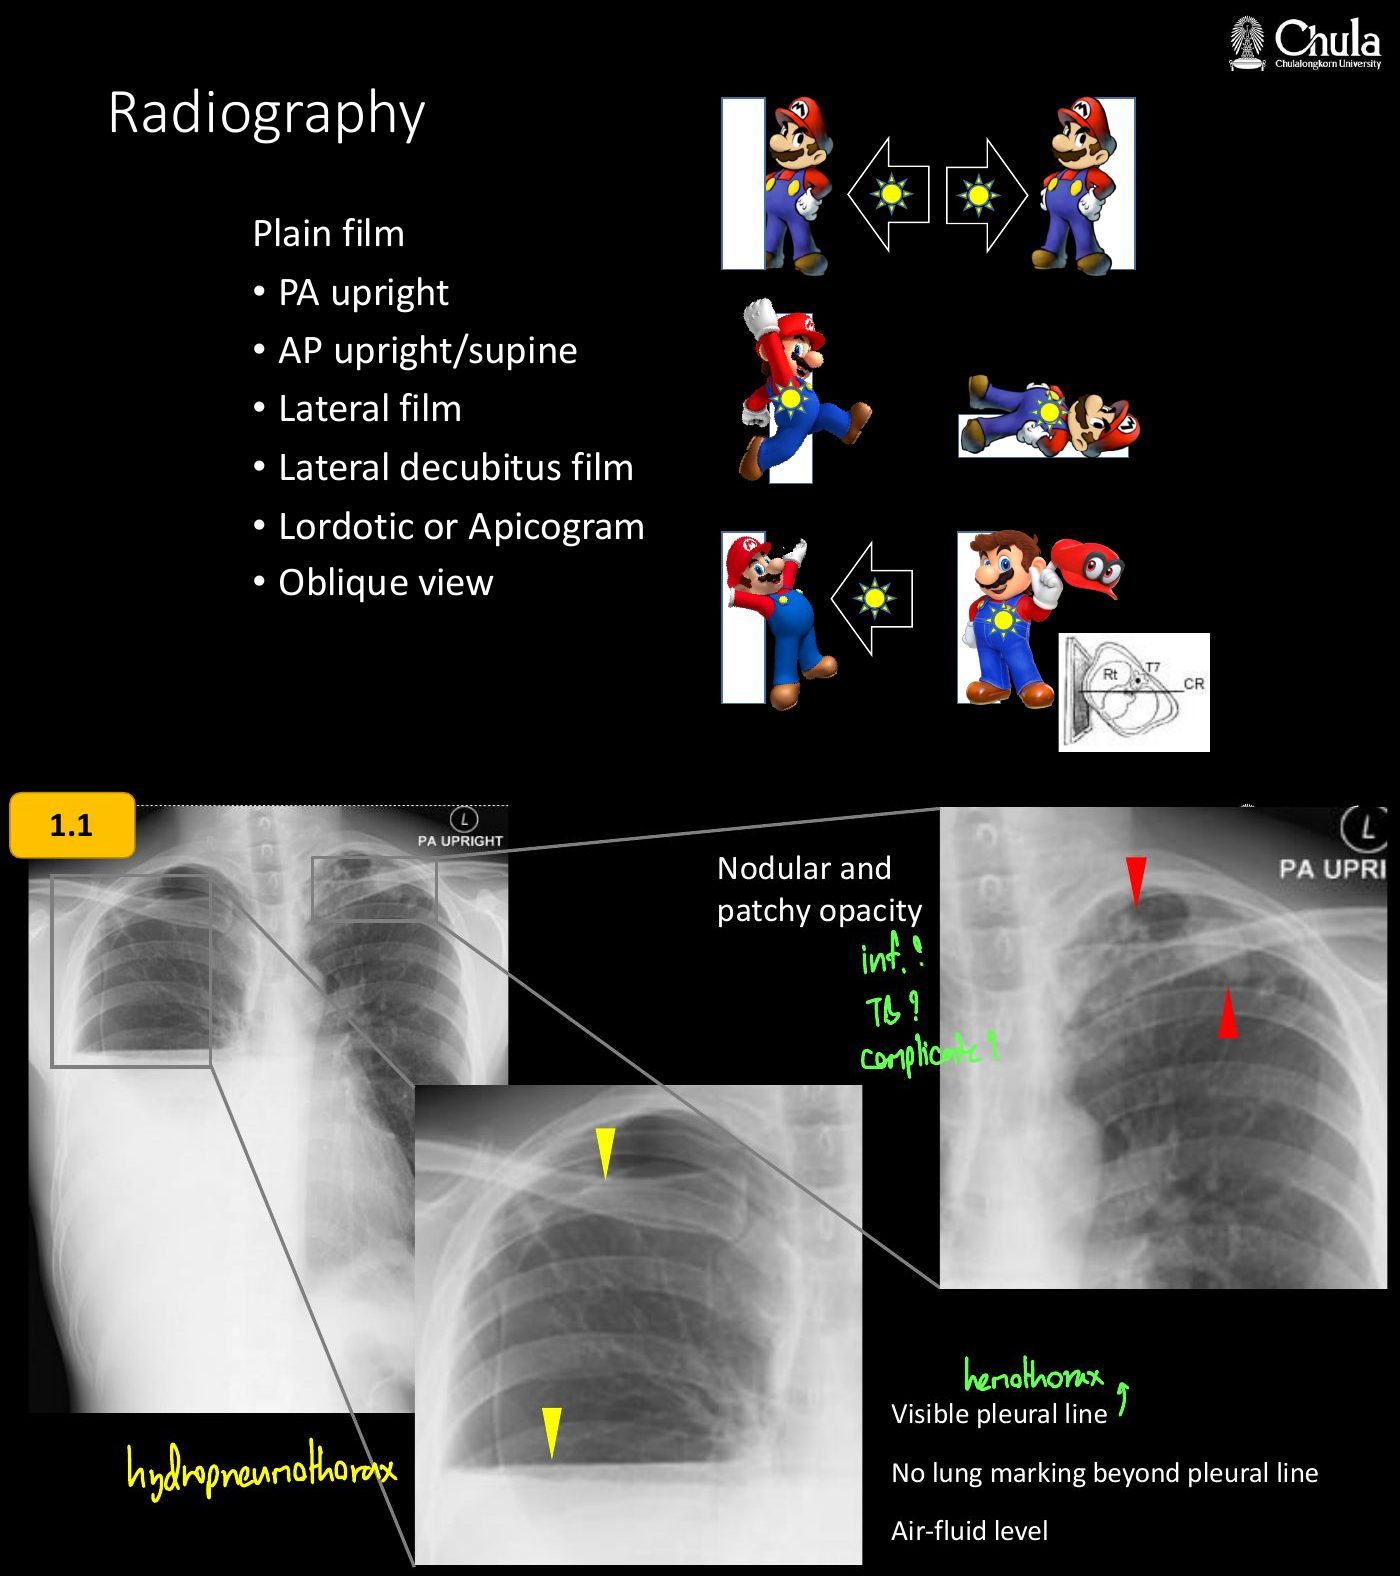 Chula
Chulalongkorn University
Radiography
Plain film
• PA upright
• AP upright/supine
• Lateral film
• Lateral decubitus film
• Lordotic or Apicogram
• Oblique view
Rt
T7
CR
1.1
L
PA UPRIGHT
Nodular and
patchy opacity
inf.?
TB?
complicate?
L
PA UPRI
hemothorax
Visible pleural line
No lung marking beyond pleural line
Air-fluid level
hydropneumothorax